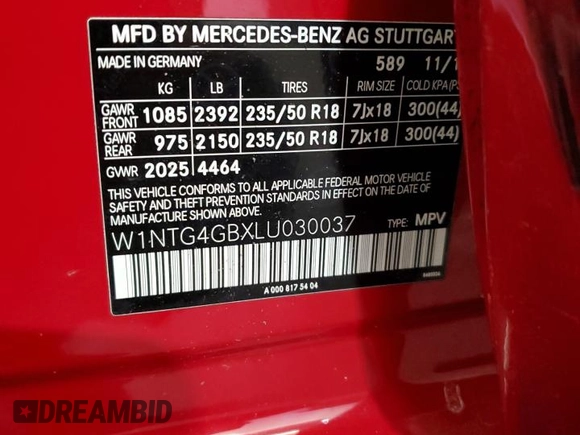 MFD BY MERCEDES-BENZ AG STUTTGART
MADE IN GERMANY 589 11/1
KG LB TIRES RIM SIZE COLD KPA(PS
GAWR FRONT 1085 2392 235/50 R18 7Jx18 300(44)
GAWR REAR 975 2150 235/50 R18 7Jx18 300(44)
GVWR 2025 4464
THIS VEHICLE CONFORMS TO ALL APPLICABLE FEDERAL MOTOR VEHICLE
SAFETY AND THEFT PREVENTION STANDARDS IN EFFECT ON THE DATE OF
MANUFACTURE SHOWN ABOVE.
W1NTG4GBXLU030037 TYPE: MPV
A 000 817 54 04
DREAMBID